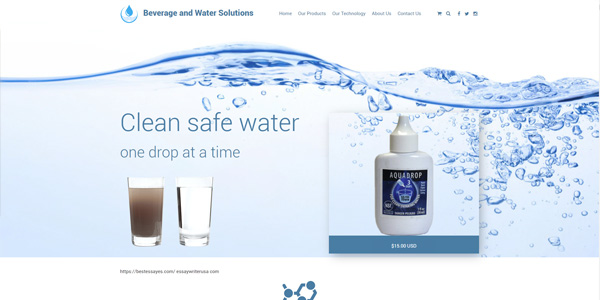 Beverage and Water Solutions
Home Our Products Our Technology About Us Contact Us
Clean safe water
one drop at a time
AQUADROP
$15.00 USD
https://bestessayes.com/ essaywriterusa.com